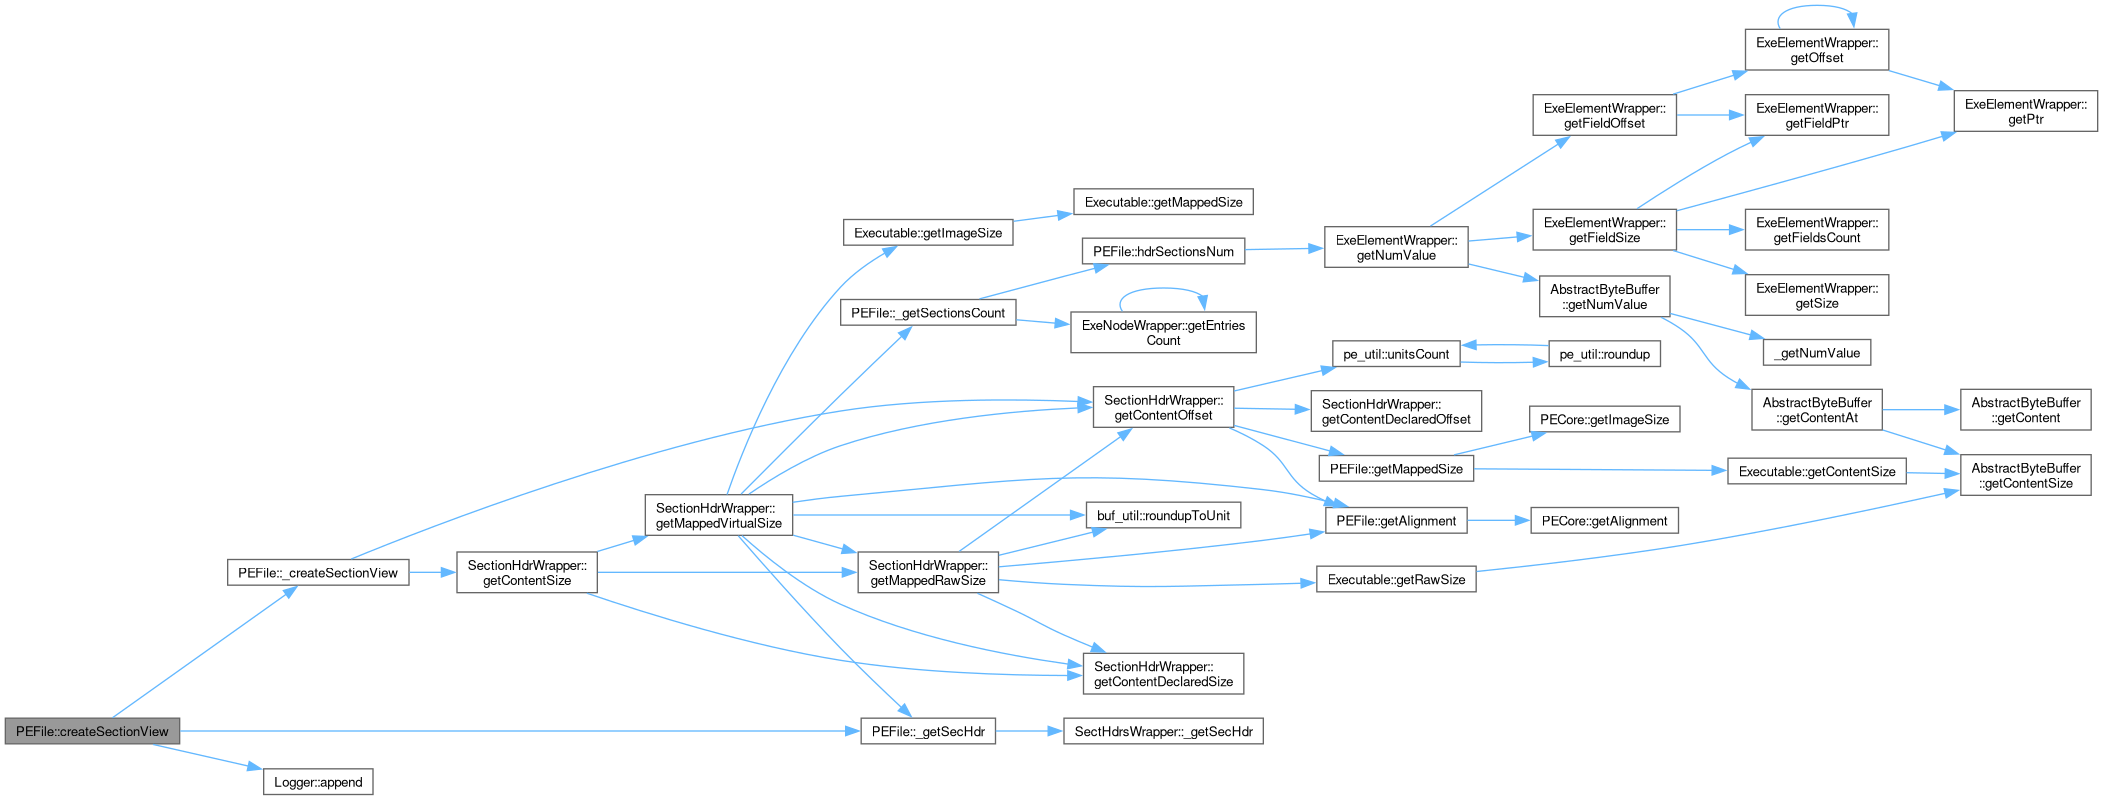 ExeElementWrapper::
getOffset
ExeElementWrapper::
getFieldOffset
ExeElementWrapper::
getFieldPtr
ExeElementWrapper::
getPtr
Executable::getMappedSize
Executable::getImageSize
PEFile::hdrSectionsNum
ExeElementWrapper::
getNumValue
ExeElementWrapper::
getFieldSize
ExeElementWrapper::
getFieldsCount
ExeElementWrapper::
getSize
AbstractByteBuffer
::getNumValue
PEFile::_getSectionsCount
ExeNodeWrapper::getEntries
Count
_getNumValue
pe_util::unitsCount
pe_util::roundup
SectionHdrWrapper::
getContentOffset
SectionHdrWrapper::
getContentDeclaredOffset
AbstractByteBuffer
::getContentAt
AbstractByteBuffer
::getContent
PECore::getImageSize
PEFile::getMappedSize
Executable::getContentSize
AbstractByteBuffer
::getContentSize
SectionHdrWrapper::
getMappedVirtualSize
buf_util::roundupToUnit
PEFile::getAlignment
PECore::getAlignment
PEFile::_createSectionView
SectionHdrWrapper::
getContentSize
SectionHdrWrapper::
getMappedRawSize
Executable::getRawSize
SectionHdrWrapper::
getContentDeclaredSize
PEFile::createSectionView
PEFile::_getSecHdr
SectHdrsWrapper::_getSecHdr
Logger::append